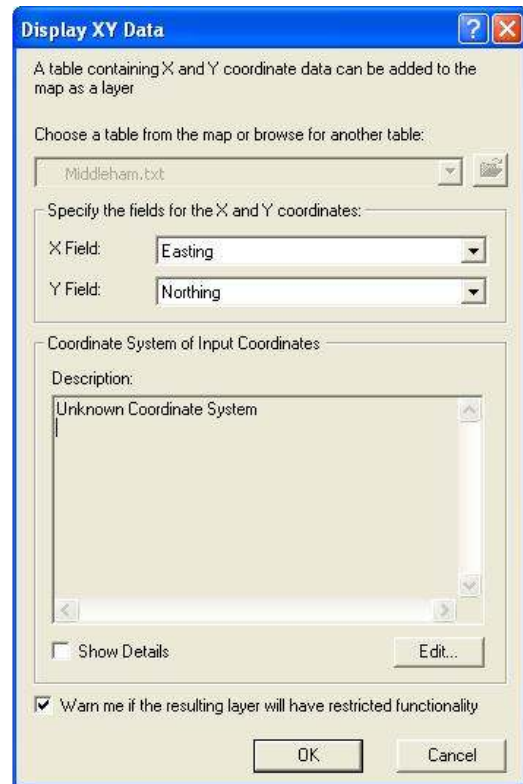 Display XY Data
A table containing X and Y coordinate data can be added to the
map as a layer
Choose a table from the map or browse for another table:
Middleham.txt
Specify the fields for the X and Y coordinates:
X Field: Easting
Y Field: Northing
Coordinate System of Input Coordinates
Description:
Unknown Coordinate System
Show Details Edit...
Warn me if the resulting layer will have restricted functionality
OK Cancel